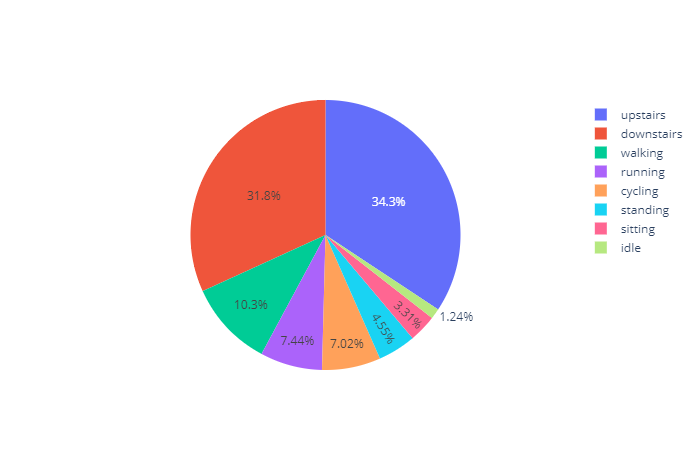 upstairs
downstairs
walking
running
cycling
standing
sitting
idle
34.3%
31.8%
10.3%
7.44%
7.02%
4.55%
3.31%
1.24%